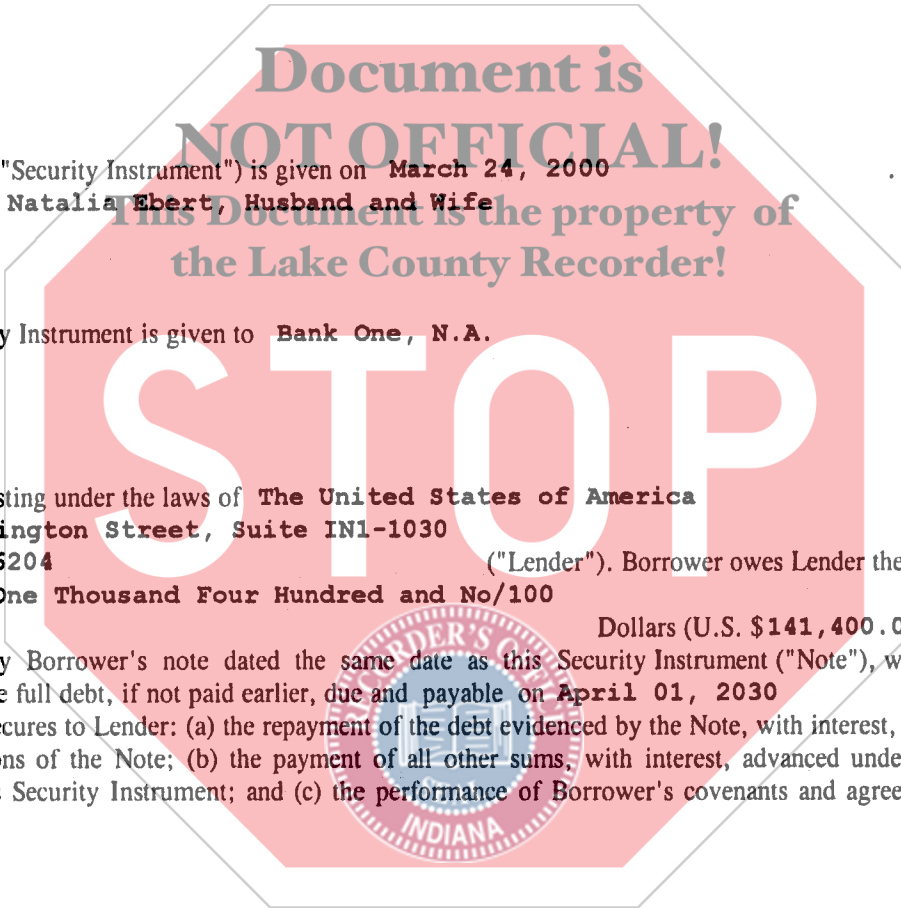 Document is
NOT OFFICIAL!
"Security Instrument") is given on March 24, 2000
Natalia Ebert, Husband and Wife
This Document is the property of
the Lake County Recorder!
y Instrument is given to Bank One, N.A.
STOP
sting under the laws of The United States of America
ington Street, Suite IN1-1030
6204 ("Lender"). Borrower owes Lender the
One Thousand Four Hundred and No/100
Dollars (U.S. $141,400.0
y Borrower's note dated the same date as this Security Instrument ("Note"), w
e full debt, if not paid earlier, due and payable on April 01, 2030
cures to Lender: (a) the repayment of the debt evidenced by the Note, with interest,
ns of the Note; (b) the payment of all other sums, with interest, advanced unde
s Security Instrument; and (c) the performance of Borrower's covenants and agree
RECORDER'S OFFICE
SEAL
INDIANA